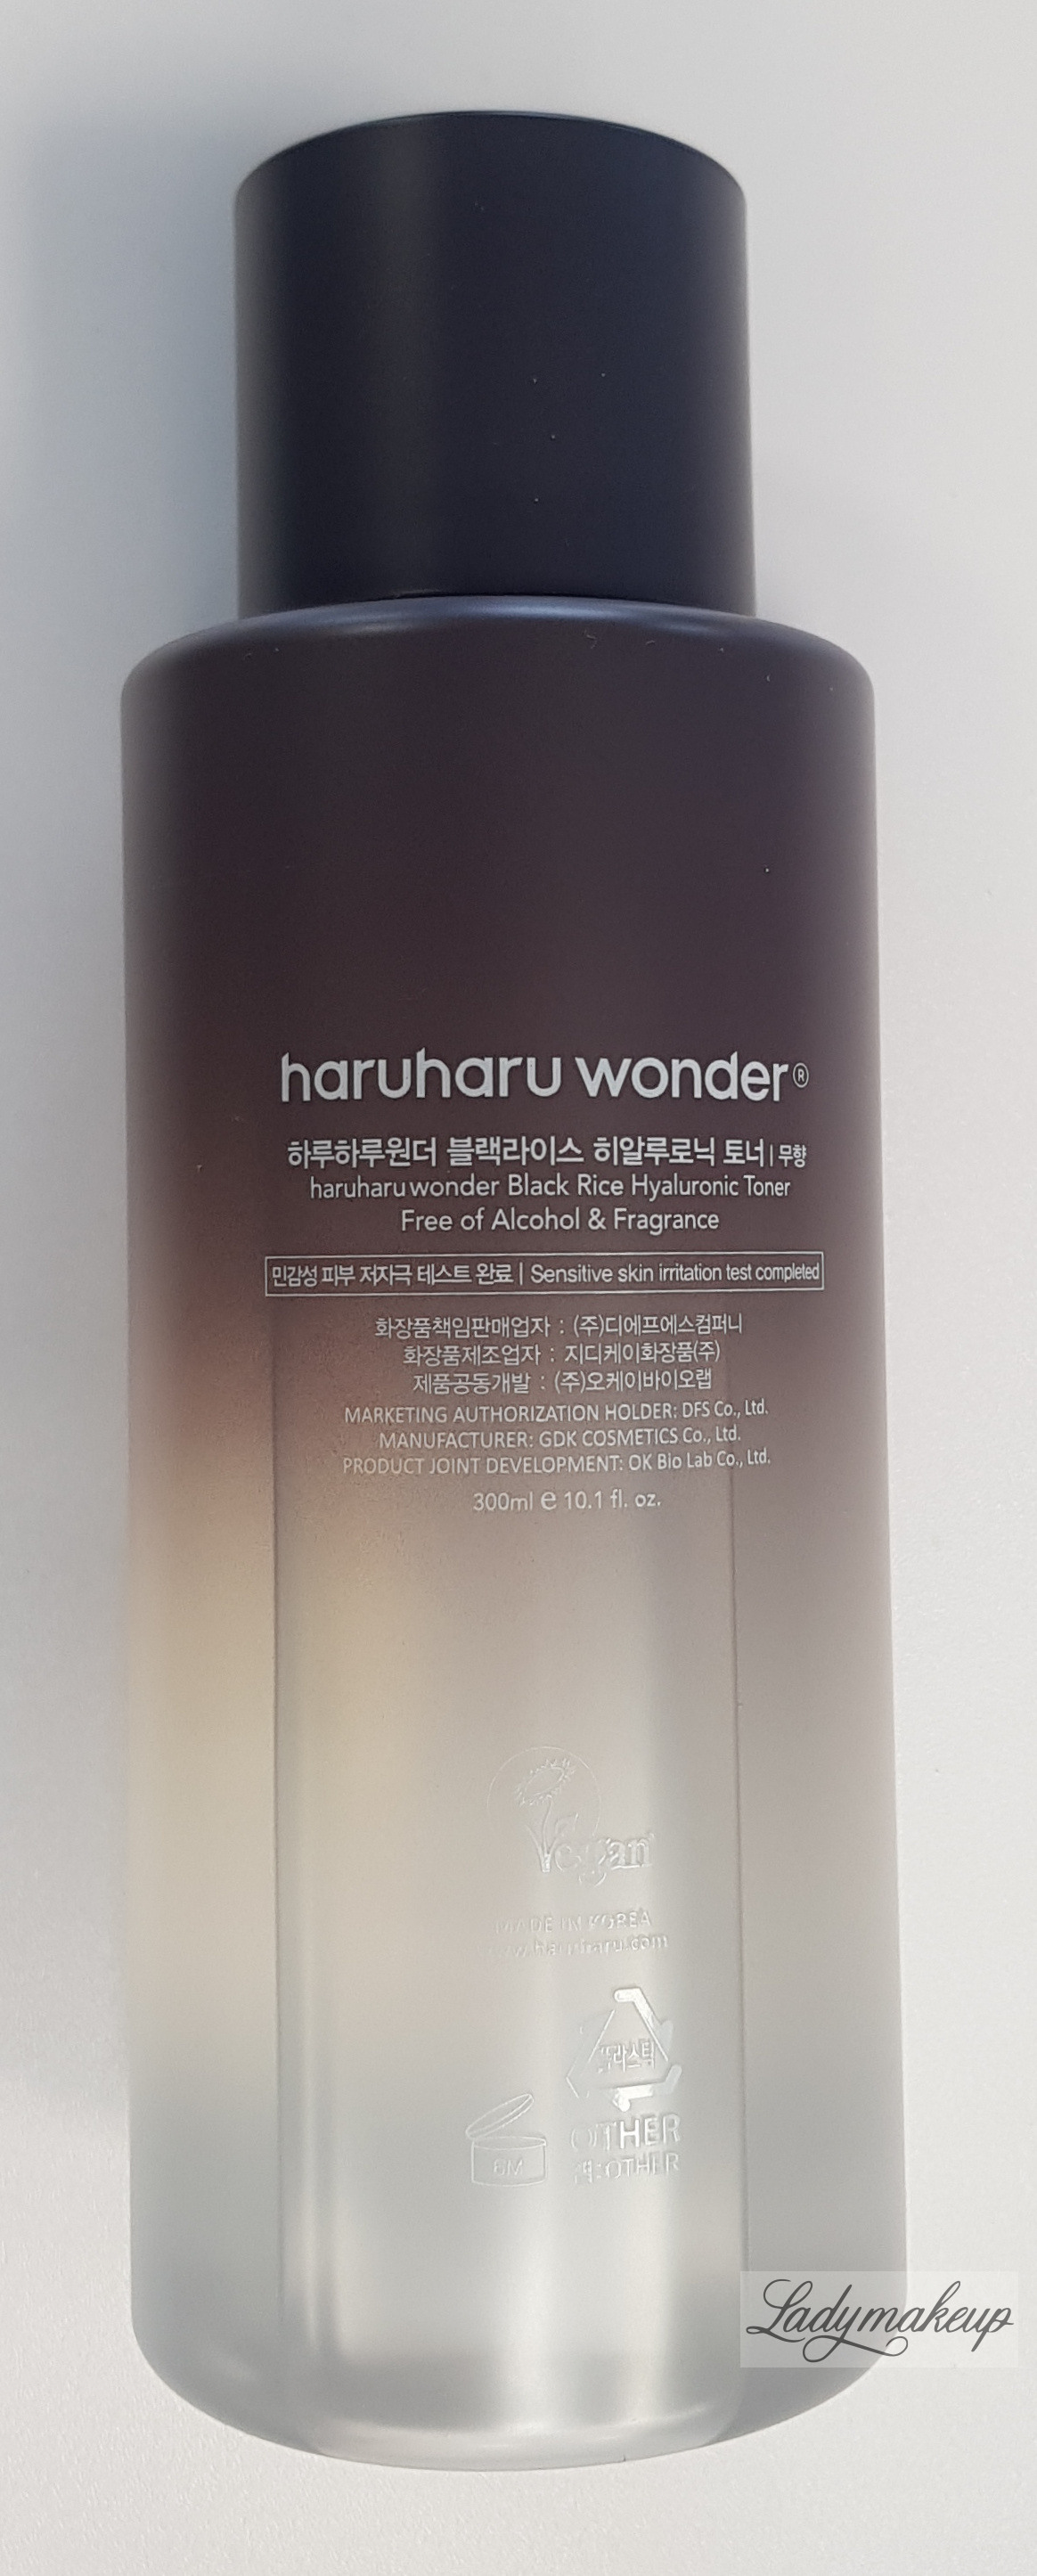 haruharu wonder®
하루하루원더 블랙라이스 히알루로닉 토너 | 무향
haruharu wonder Black Rice Hyaluronic Toner
Free of Alcohol & Fragrance
민감성 피부 저자극 테스트 완료 | Sensitive skin irritation test completed
화장품책임판매업자 : (주)디에프에스컴퍼니
화장품제조업자 : 지디케이화장품(주)
제품공동개발 : (주)오케이바이오랩
MARKETING AUTHORIZATION HOLDER: DFS Co., Ltd.
MANUFACTURER: GDK COSMETICS Co., Ltd.
PRODUCT JOINT DEVELOPMENT: OK Bio Lab Co., Ltd.
300ml e 10.1 fl. oz.
Vegan
MADE IN KOREA
www.haruharu.com
플라스틱
OTHER
캡:OTHER
6M
Ladymakeup